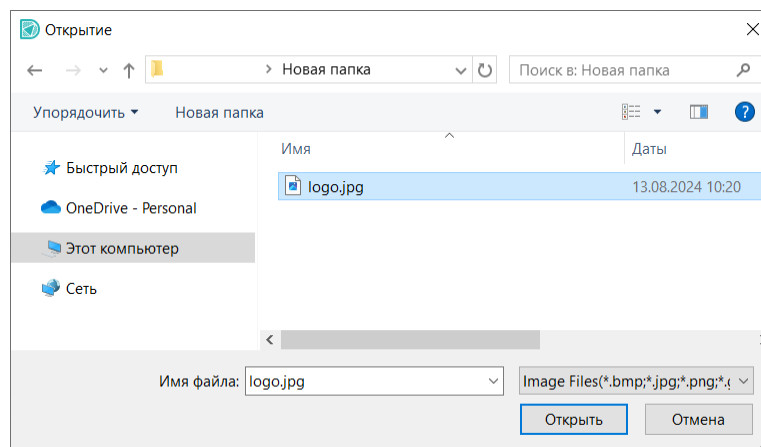 Открытие
Новая папка
Поиск в: Новая папка
Упорядочить
Новая папка
Имя
Даты
Быстрый доступ
logo.jpg
13.08.2024 10:20
OneDrive - Personal
Этот компьютер
Сеть
Имя файла: logo.jpg
Image Files(*.bmp;*.jpg;*.png;*.g
Открыть
Отмена